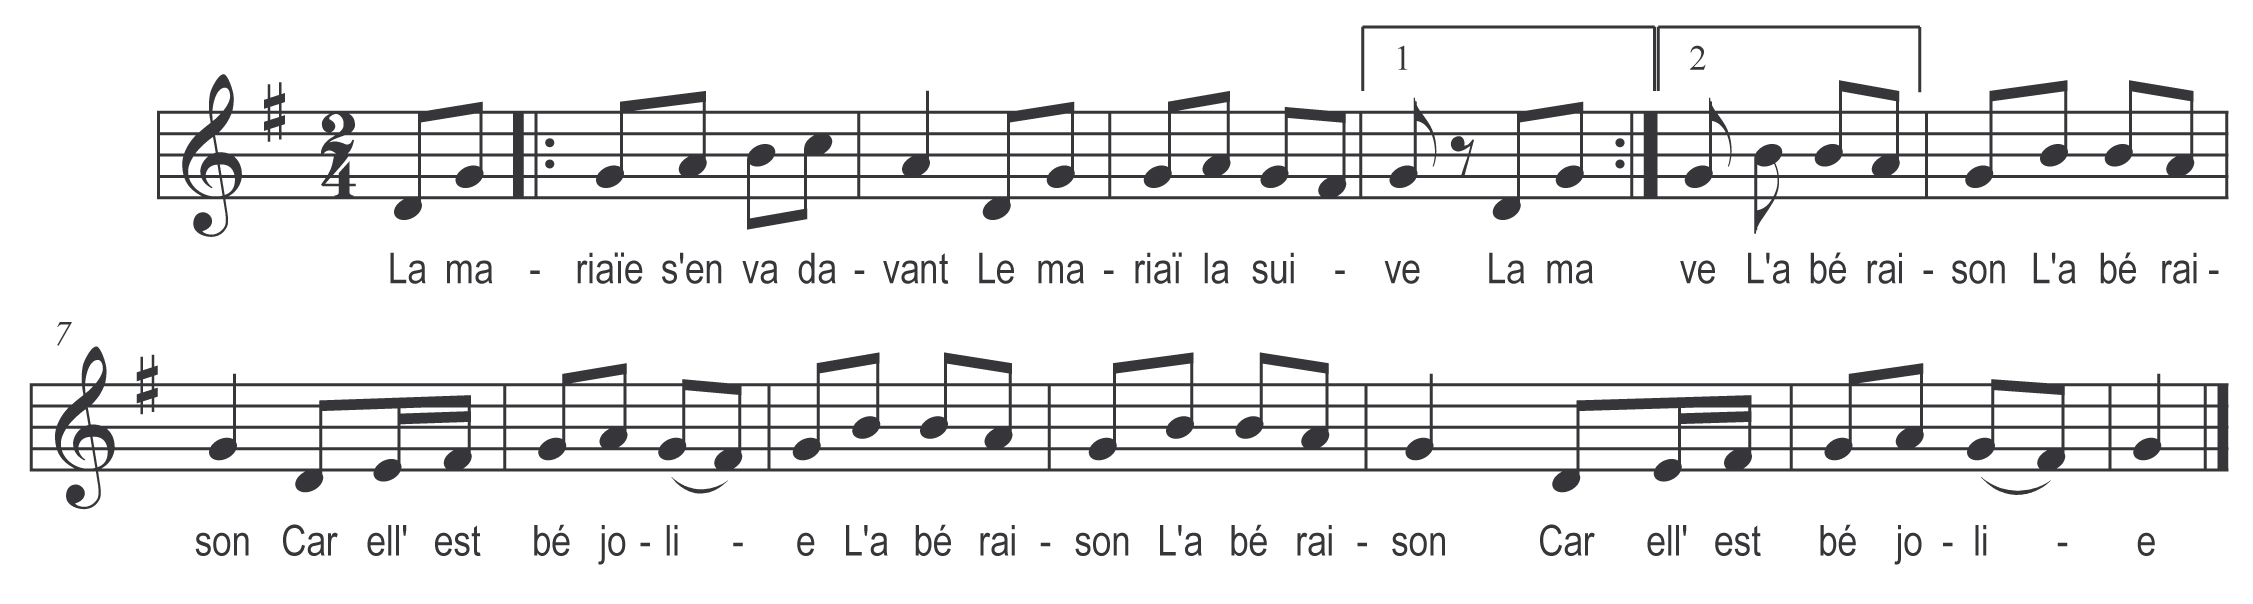 1 2
La ma - riaïe s'en va da - vant Le ma - riaï la sui - ve La ma ve L'a bé rai - son L'a bé rai -
7
son Car ell' est bé jo - li - e L'a bé rai - son L'a bé rai - son Car ell' est bé jo - li - e